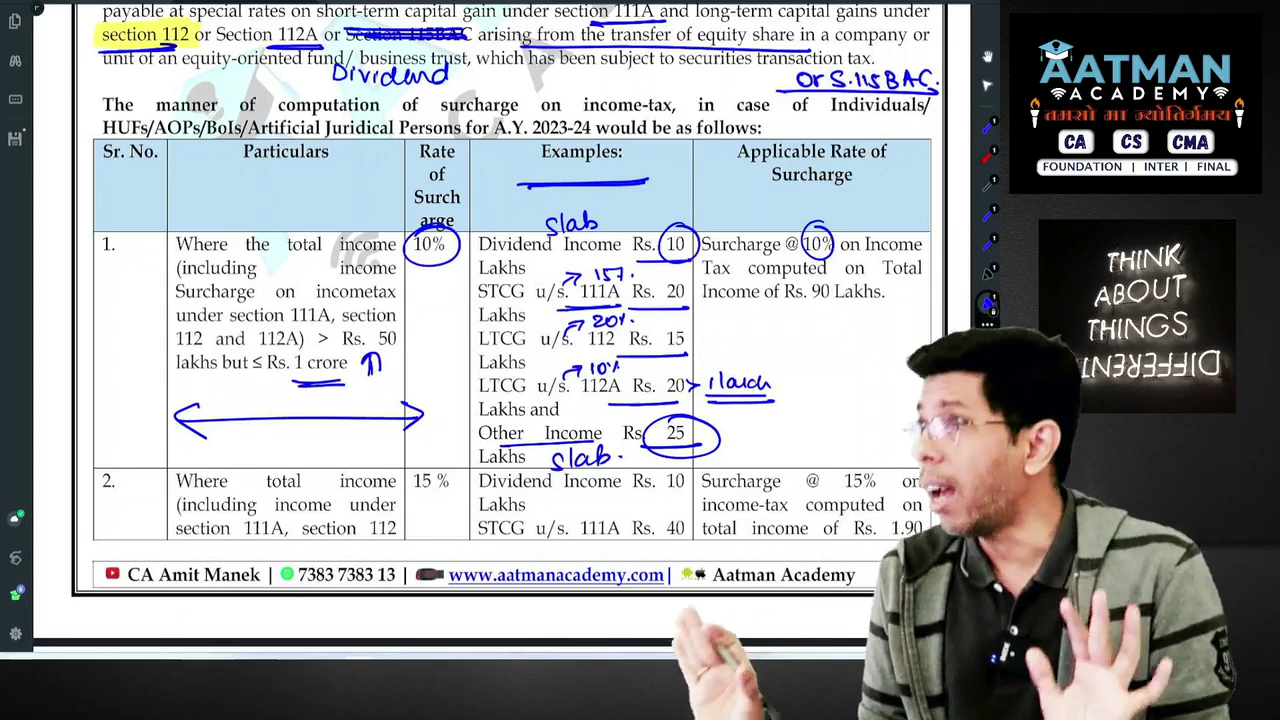 payable at special rates on short-term capital gain under section 111A and long-term capital gains under
section 112 or Section 112A or Section 115BAC arising from the transfer of equity share in a company or
unit of an equity-oriented fund/ business trust, which has been subject to securities transaction tax.
Dividend
Or S.115BAC.
The manner of computation of surcharge on income-tax, in case of Individuals/
HUFs/AOPs/BoIs/Artificial Juridical Persons for A.Y. 2023-24 would be as follows:
Sr. No.
Particulars
Rate
of
Surch
arge
Examples:
Applicable Rate of
Surcharge
1.
Where the total income
(including income
Surcharge on incometax
under section 111A, section
112 and 112A) > Rs. 50
lakhs but ≤ Rs. 1 crore
10%
slab
Dividend Income Rs. 10
Lakhs
15%.
STCG u/s. 111A Rs. 20
Lakhs
20%.
LTCG u/s. 112 Rs. 15
Lakhs
10%
LTCG u/s. 112A Rs. 20 > 1 lakh
Lakhs and
Other Income Rs. 25
Lakhs
slab.
Surcharge @ 10% on Income
Tax computed on Total
Income of Rs. 90 Lakhs.
2.
Where total income
(including income under
section 111A, section 112
15 %
Dividend Income Rs. 10
Lakhs
STCG u/s. 111A Rs. 40
Surcharge @ 15% on
income-tax computed on
total income of Rs. 1.90
CA Amit Manek | 7383 7383 13 | www.aatmanacademy.com | Aatman Academy
AATMAN
ACADEMY
तमसो मा ज्योतिर्गमय
CA CS CMA
FOUNDATION | INTER | FINAL
THINK
ABOUT
THINGS
DIFFERENTLY